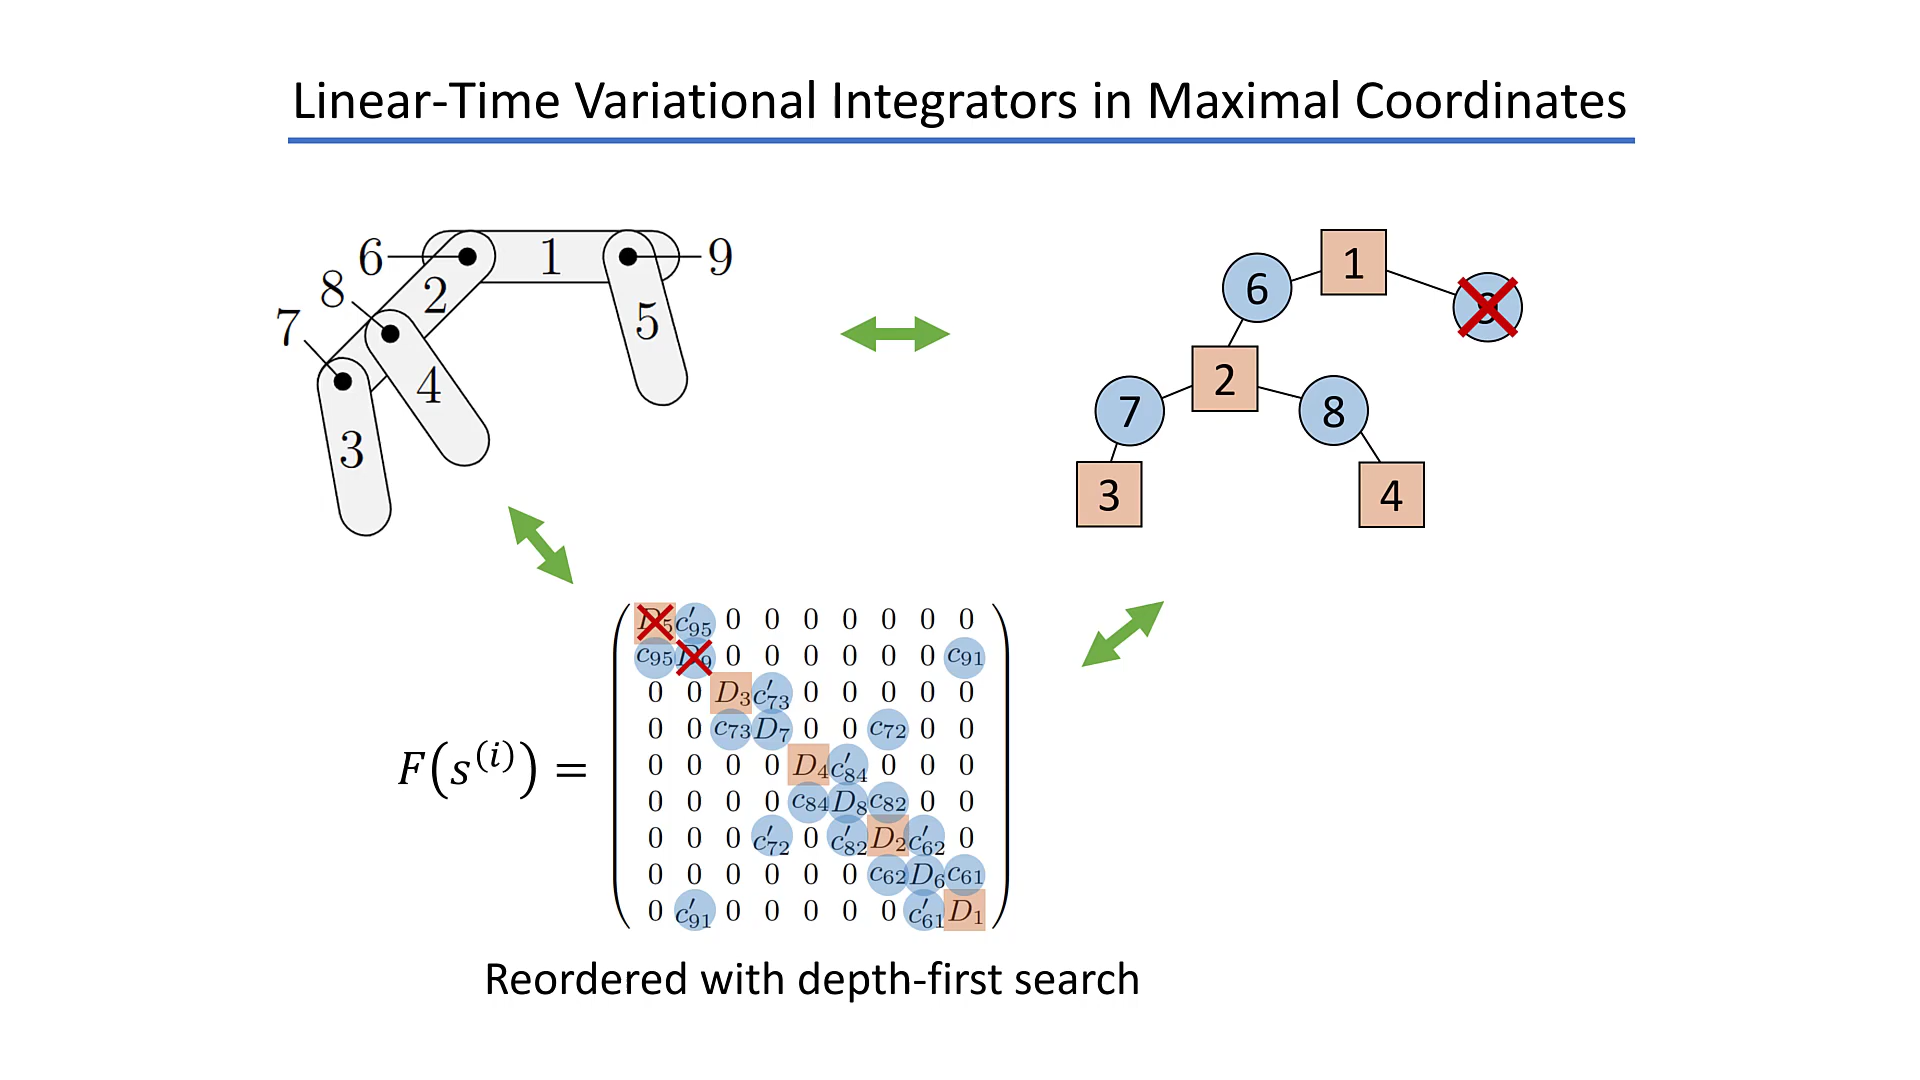 Linear-Time Variational Integrators in Maximal Coordinates
6 1 9
8 2 5
7 4
3
1
6
2
7 8
3 4
F(s⁽ⁱ⁾) =
c′₉₅ 0 0 0 0 0 0 0
c₉₅ 0 0 0 0 0 0 c₉₁
0 0 D₃ c′₇₃ 0 0 0 0 0
0 0 c₇₃ D₇ 0 0 c₇₂ 0 0
0 0 0 0 D₄ c′₈₄ 0 0 0
0 0 0 0 c₈₄ D₈ c₈₂ 0 0
0 0 0 c′₇₂ 0 c′₈₂ D₂ c′₆₂ 0
0 0 0 0 0 0 c₆₂ D₆ c₆₁
0 c′₉₁ 0 0 0 0 0 c′₆₁ D₁
Reordered with depth-first search